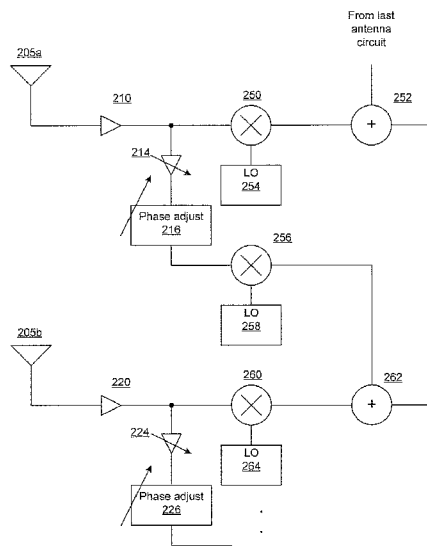 From last
antenna
circuit
205a
210
250
252
+
214
LO
254
Phase adjust
216
256
LO
258
205b
220
260
262
+
224
LO
264
Phase adjust
226